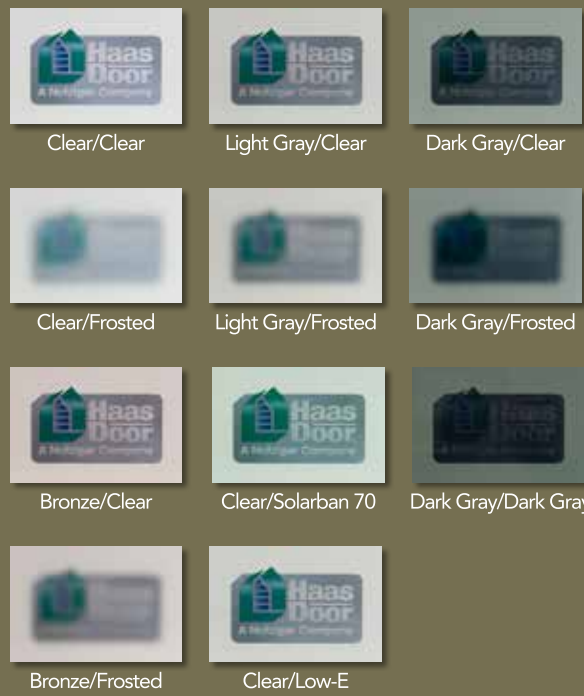 Haas
Door
A Nofziger Company
Haas
Door
A Nofziger Company
Haas
Door
Clear/Clear
Light Gray/Clear
Dark Gray/Clear
Clear/Frosted
Light Gray/Frosted
Dark Gray/Frosted
Haas
Door
A Nofziger Company
Haas
Door
A Nofziger Company
Haas
Door
Bronze/Clear
Clear/Solarban 70
Dark Gray/Dark Gray
Haas
Door
A Nofziger Company
Bronze/Frosted
Clear/Low-E